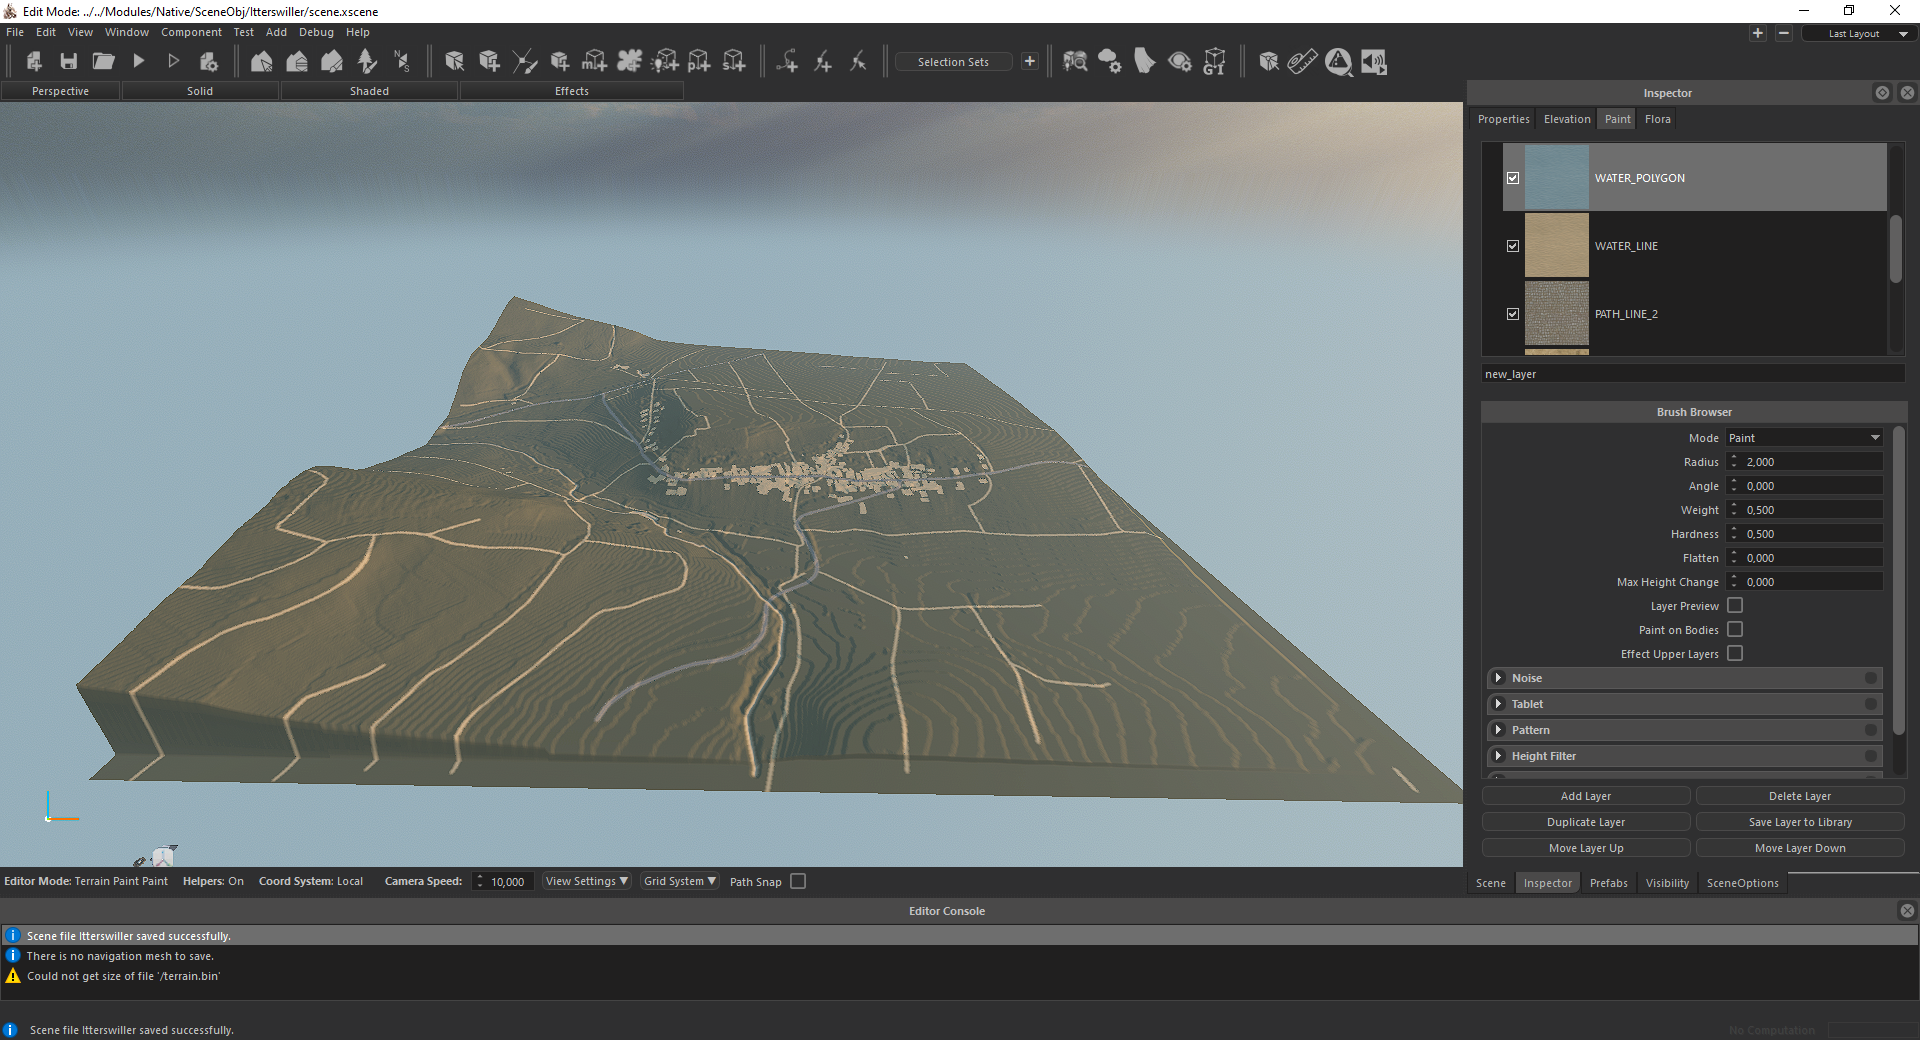 Edit Mode: ../../Modules/Native/SceneObj/Itterswiller/scene.xscene
File Edit View Window Component Test Add Debug Help
Last Layout
N S
Selection Sets
GI
Perspective Solid Shaded Effects
Inspector
Properties Elevation Paint Flora
WATER_POLYGON
WATER_LINE
PATH_LINE_2
new_layer
Brush Browser
Mode Paint
Radius 2,000
Angle 0,000
Weight 0,500
Hardness 0,500
Flatten 0,000
Max Height Change 0,000
Layer Preview
Paint on Bodies
Effect Upper Layers
Noise
Tablet
Pattern
Height Filter
Add Layer Delete Layer
Duplicate Layer Save Layer to Library
Move Layer Up Move Layer Down
Editor Mode: Terrain Paint Paint Helpers: On Coord System: Local Camera Speed: 10,000 View Settings Grid System Path Snap
Scene Inspector Prefabs Visibility SceneOptions
Editor Console
Scene file Itterswiller saved successfully.
There is no navigation mesh to save.
Could not get size of file '/terrain.bin'
Scene file Itterswiller saved successfully.
No Computation